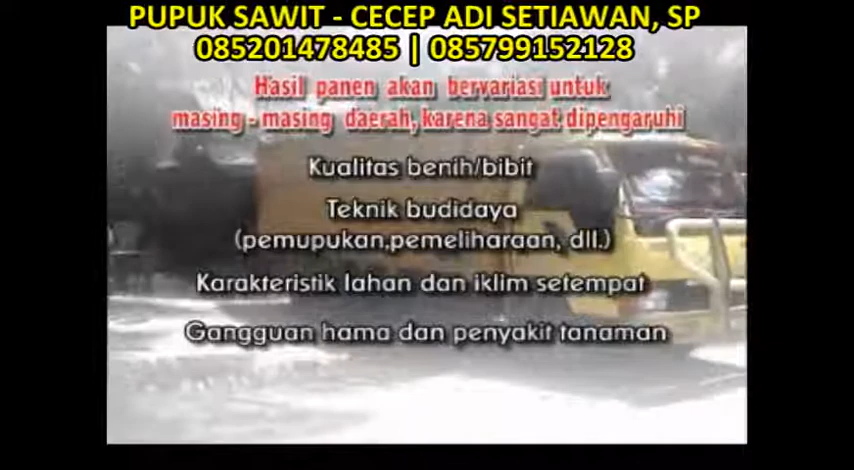 PUPUK SAWIT - CECEP ADI SETIAWAN, SP
085201478485 | 085799152128
Hasil panen akan bervariasi untuk
masing - masing daerah, karena sangat dipengaruhi
Kualitas benih/bibit
Teknik budidaya
(pemupukan,pemeliharaan, dll.)
Karakteristik lahan dan iklim setempat
Gangguan hama dan penyakit tanaman